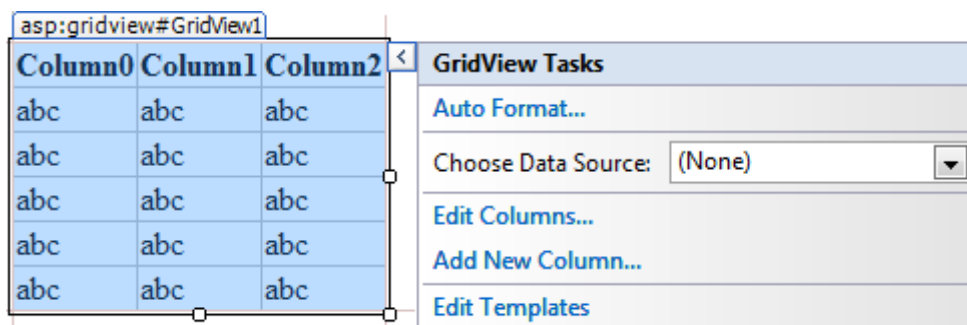 asp:gridview#GridView1
Column0 Column1 Column2
abc abc abc
abc abc abc
abc abc abc
abc abc abc
abc abc abc
GridView Tasks
Auto Format...
Choose Data Source: (None)
Edit Columns...
Add New Column...
Edit Templates